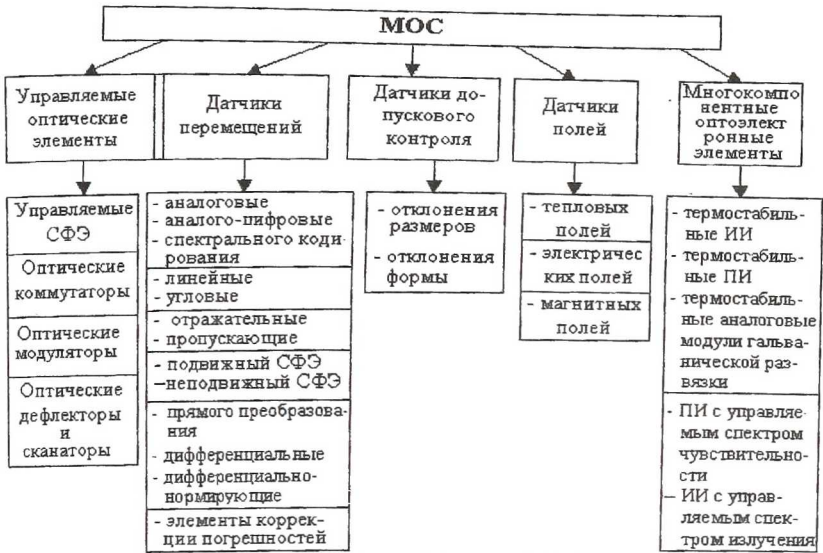 МОС
Управляемые
оптические
элементы
Датчики
перемещений
Датчики до-
пускового
контроля
Датчики
полей
Многокомпо
нентные
оптоэлект
ронные
элементы
Управляемые
СФЭ
Оптические
коммутаторы
Оптические
модуляторы
Оптические
дефлекторы
и
сканаторы
- аналоговые
- аналого-цифровые
- спектрального коди-
рования
- линейные
- угловые
- отражательные
- пропускающие
- подвижный СФЭ
–неподвижный СФЭ
- прямого преобразова-
ния
- дифференциальные
- дифференциально-
нормирующие
- элементы коррек-
ции погрешностей
- отклонения
размеров
- отклонения
формы
- тепловых
полей
- электричес
ких полей
- магнитных
полей
- термостабиль-
ные ИИ
- термостабиль-
ные ПИ
- термостабиль-
ные аналоговые
модули гальва-
нической раз-
вязки
- ПИ с управляе-
мым спектром
чувствительно-
сти
– ИИ с управ-
ляемым спек-
тром излучения